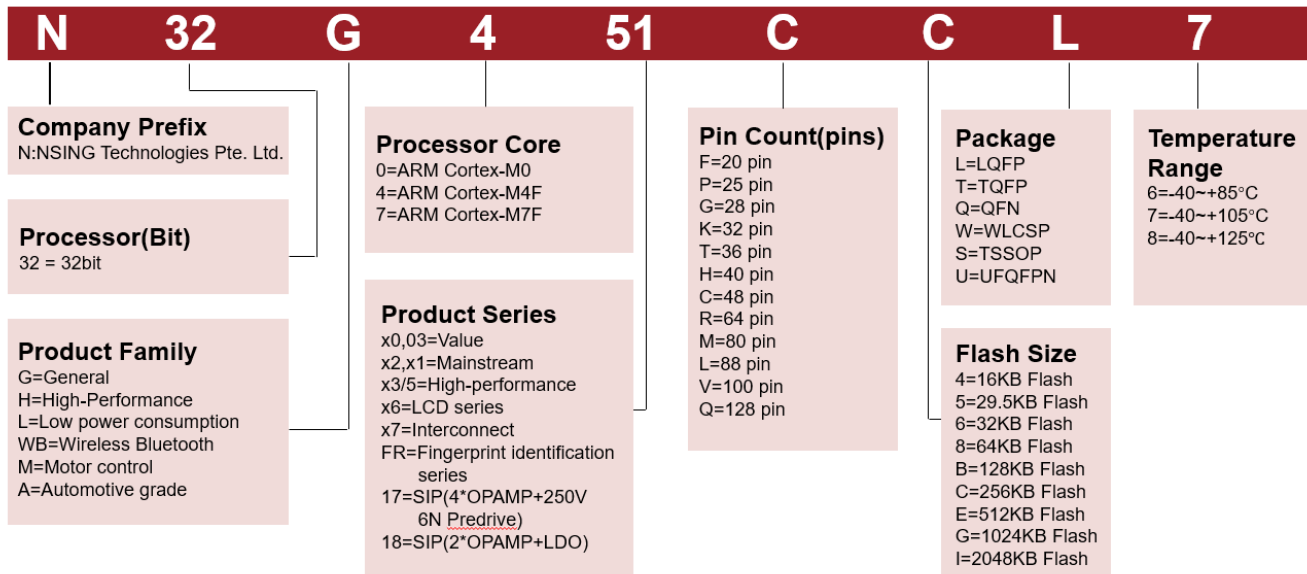 N 32 G 4 51 C C L 7
Company Prefix
N:NSING Technologies Pte. Ltd.
Processor(Bit)
32 = 32bit
Product Family
G=General
H=High-Performance
L=Low power consumption
WB=Wireless Bluetooth
M=Motor control
A=Automotive grade
Processor Core
0=ARM Cortex-M0
4=ARM Cortex-M4F
7=ARM Cortex-M7F
Product Series
x0,03=Value
x2,x1=Mainstream
x3/5=High-performance
x6=LCD series
x7=Interconnect
FR=Fingerprint identification
series
17=SIP(4*OPAMP+250V
6N Predrive)
18=SIP(2*OPAMP+LDO)
Pin Count(pins)
F=20 pin
P=25 pin
G=28 pin
K=32 pin
T=36 pin
H=40 pin
C=48 pin
R=64 pin
M=80 pin
L=88 pin
V=100 pin
Q=128 pin
Package
L=LQFP
T=TQFP
Q=QFN
W=WLCSP
S=TSSOP
U=UFQFPN
Flash Size
4=16KB Flash
5=29.5KB Flash
6=32KB Flash
8=64KB Flash
B=128KB Flash
C=256KB Flash
E=512KB Flash
G=1024KB Flash
I=2048KB Flash
Temperature
Range
6=-40~+85°C
7=-40~+105°C
8=-40~+125℃